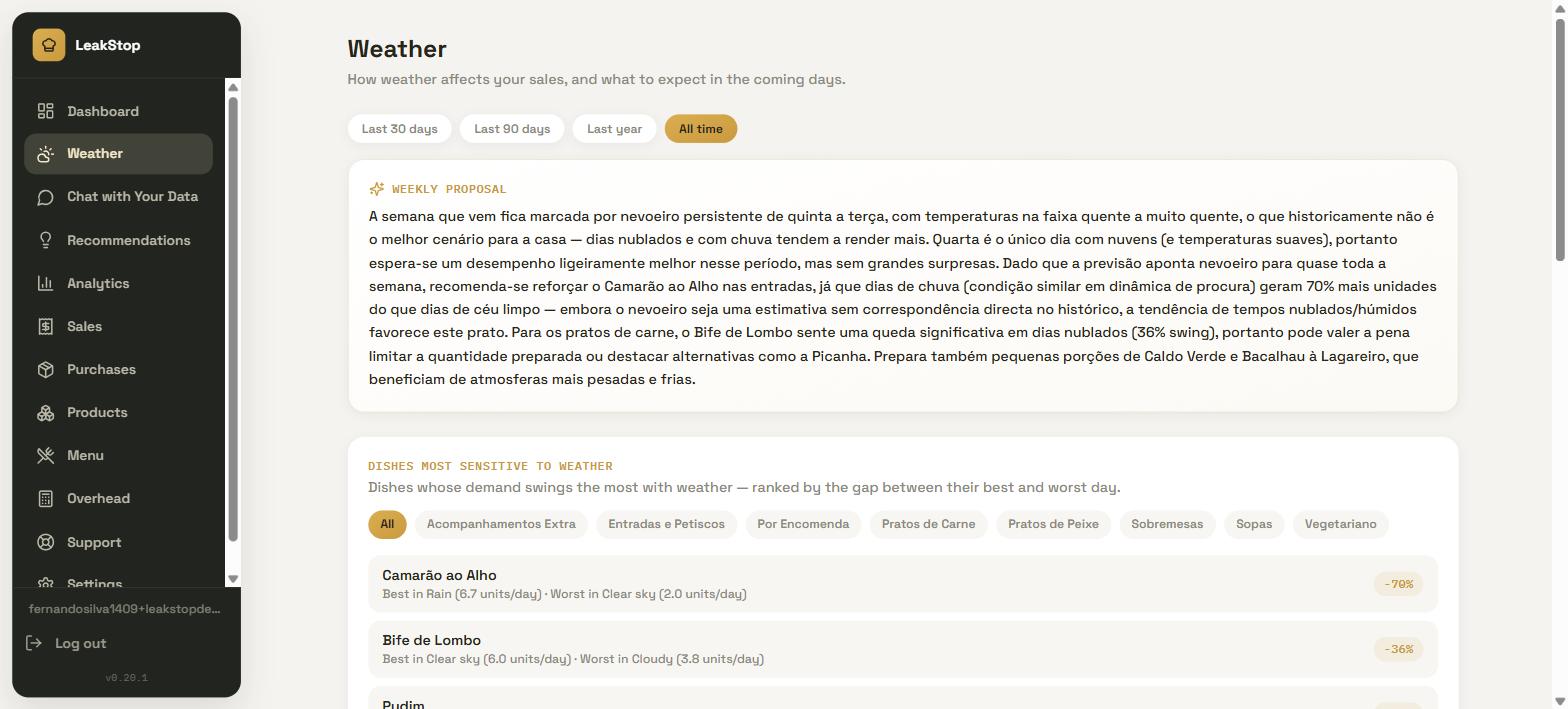 LeakStop
Dashboard
Weather
Chat with Your Data
Recommendations
Analytics
Sales
Purchases
Products
Menu
Overhead
Support
Settings
fernandosilva1409+leakstopde...
Log out
v0.20.1
Weather
How weather affects your sales, and what to expect in the coming days.
Last 30 days
Last 90 days
Last year
All time
WEEKLY PROPOSAL
A semana que vem fica marcada por nevoeiro persistente de quinta a terça, com temperaturas na faixa quente a muito quente, o que historicamente não é
o melhor cenário para a casa — dias nublados e com chuva tendem a render mais. Quarta é o único dia com nuvens (e temperaturas suaves), portanto
espera-se um desempenho ligeiramente melhor nesse período, mas sem grandes surpresas. Dado que a previsão aponta nevoeiro para quase toda a
semana, recomenda-se reforçar o Camarão ao Alho nas entradas, já que dias de chuva (condição similar em dinâmica de procura) geram 70% mais unidades
do que dias de céu limpo — embora o nevoeiro seja uma estimativa sem correspondência directa no histórico, a tendência de tempos nublados/húmidos
favorece este prato. Para os pratos de carne, o Bife de Lombo sente uma queda significativa em dias nublados (36% swing), portanto pode valer a pena
limitar a quantidade preparada ou destacar alternativas como a Picanha. Prepara também pequenas porções de Caldo Verde e Bacalhau à Lagareiro, que
beneficiam de atmosferas mais pesadas e frias.
DISHES MOST SENSITIVE TO WEATHER
Dishes whose demand swings the most with weather — ranked by the gap between their best and worst day.
All
Acompanhamentos Extra
Entradas e Petiscos
Por Encomenda
Pratos de Carne
Pratos de Peixe
Sobremesas
Sopas
Vegetariano
Camarão ao Alho
Best in Rain (6.7 units/day) · Worst in Clear sky (2.0 units/day)
-70%
Bife de Lombo
Best in Clear sky (6.0 units/day) · Worst in Cloudy (3.8 units/day)
-36%
Pudim